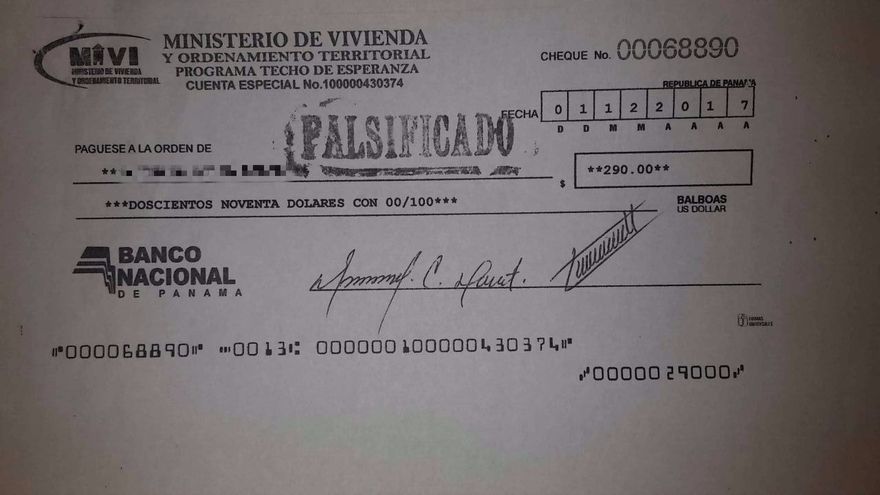 MIVI
MINISTERIO DE VIVIENDA
Y ORDENAMIENTO TERRITORIAL
MINISTERIO DE VIVIENDA
Y ORDENAMIENTO TERRITORIAL
PROGRAMA TECHO DE ESPERANZA
CUENTA ESPECIAL No.100000430374
CHEQUE No. 00068890
REPUBLICA DE PANAMA
FECHA 0 1 1 2 2 0 1 7
D D M M A A A A
FALSIFICADO
PAGUESE A LA ORDEN DE
**
$ **290.00**
***DOSCIENTOS NOVENTA DOLARES CON 00/100***
BALBOAS
US DOLLAR
BANCO
NACIONAL
DE PANAMA
⑈000068890⑈ ⑈0013⑆ 000000100000430374⑈
⑇0000029000⑇